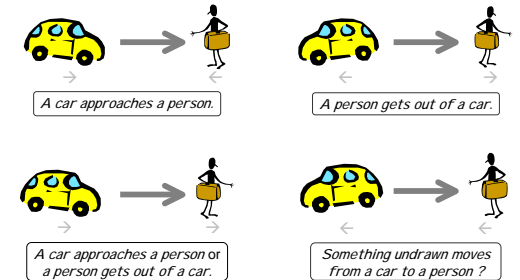 A car approaches a person.
A person gets out of a car.
A car approaches a person or
a person gets out of a car.
Something undrawn moves
from a car to a person ?